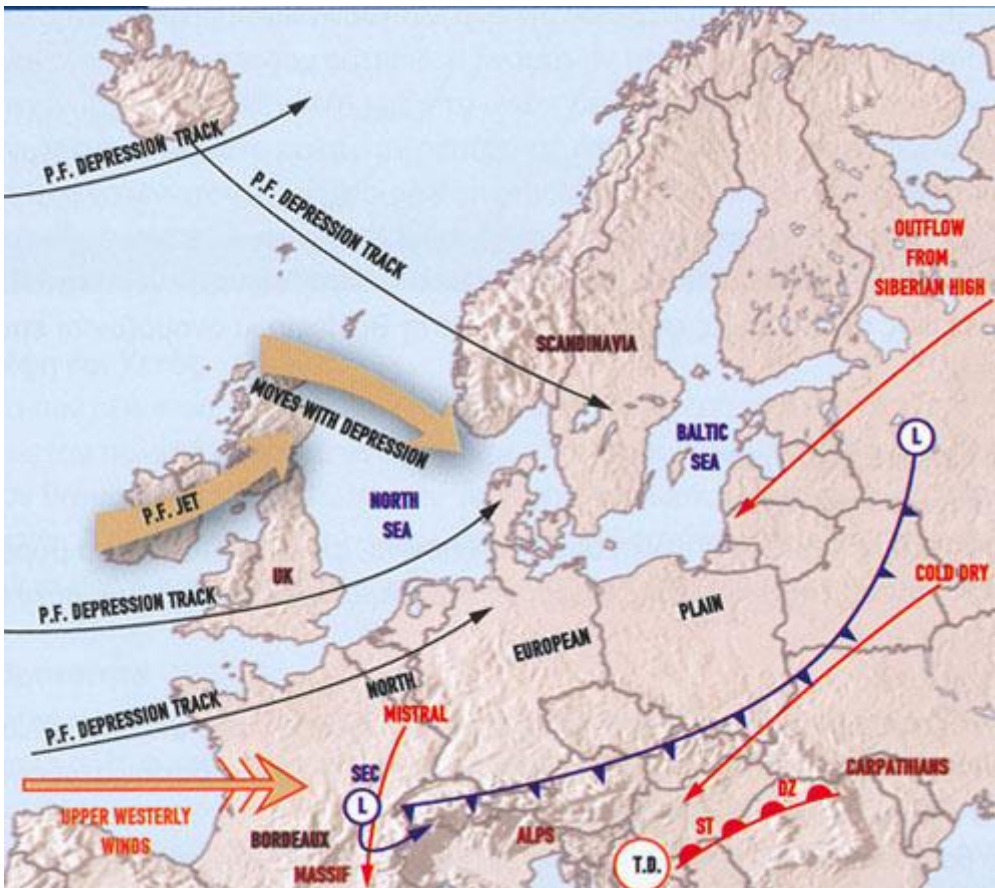 P.F. DEPRESSION TRACK
P.F. DEPRESSION TRACK
OUTFLOW
FROM
SIBERIAN HIGH
SCANDINAVIA
MOVES WITH DEPRESSION
BALTIC
SEA
L
P.F. JET
NORTH
SEA
UK
COLD DRY
P.F. DEPRESSION TRACK
PLAIN
EUROPEAN
NORTH
P.F. DEPRESSION TRACK
MISTRAL
SEC
L
CARPATHIANS
DZ
UPPER WESTERLY
WINDS
BORDEAUX
ALPS
ST
MASSIF
T.D.